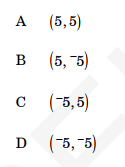 A (5, 5)
B (5, ⁻5)
C (⁻5, 5)
D (⁻5, ⁻5)